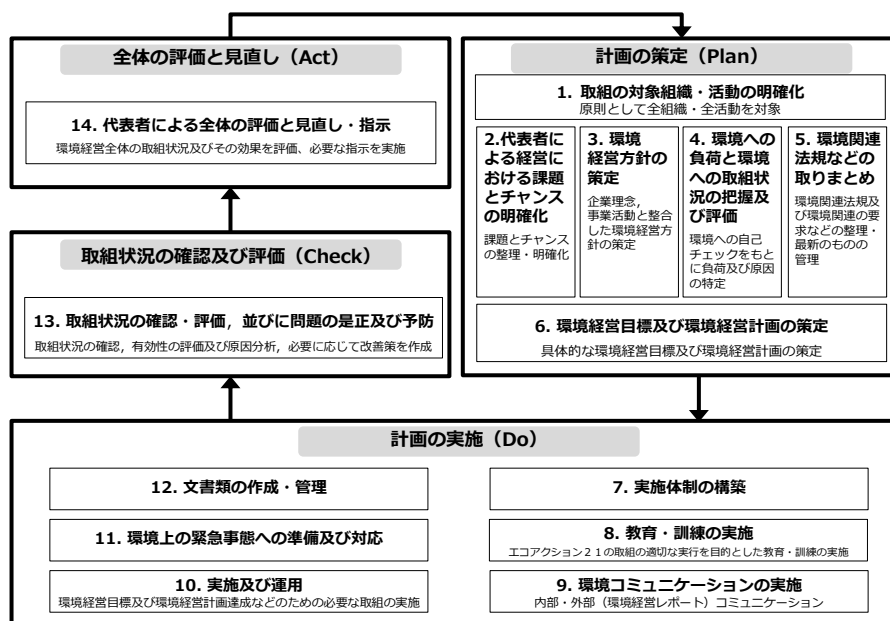 全体の評価と見直し（Act）
14. 代表者による全体の評価と見直し・指示
環境経営全体の取組状況及びその効果を評価、必要な指示を実施
計画の策定（Plan）
1. 取組の対象組織・活動の明確化
原則として全組織・全活動を対象
2.代表者に
よる経営に
おける課題
とチャンス
の明確化
課題とチャンス
の整理・明確化
3. 環境
経営方針の
策定
企業理念，
事業活動と整合
した環境経営方
針の策定
4. 環境への
負荷と環境
への取組状
況の把握及
び評価
環境への自己
チェックをもと
に負荷及び原因
の特定
5. 環境関連
法規などの
取りまとめ
環境関連法規及
び環境関連の要
求などの整理・
最新のものの
管理
6. 環境経営目標及び環境経営計画の策定
具体的な環境経営目標及び環境経営計画の策定
取組状況の確認及び評価（Check）
13. 取組状況の確認・評価，並びに問題の是正及び予防
取組状況の確認，有効性の評価及び原因分析，必要に応じて改善策を作成
計画の実施（Do）
12. 文書類の作成・管理
11. 環境上の緊急事態への準備及び対応
10. 実施及び運用
環境経営目標及び環境経営計画達成などのための必要な取組の実施
7. 実施体制の構築
8. 教育・訓練の実施
エコアクション２１の取組の適切な実行を目的とした教育・訓練の実施
9. 環境コミュニケーションの実施
内部・外部（環境経営レポート）コミュニケーション